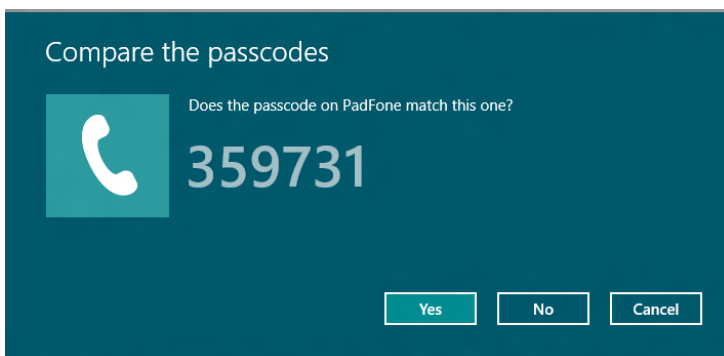 Compare the passcodes
Does the passcode on PadFone match this one?
359731
Yes No Cancel